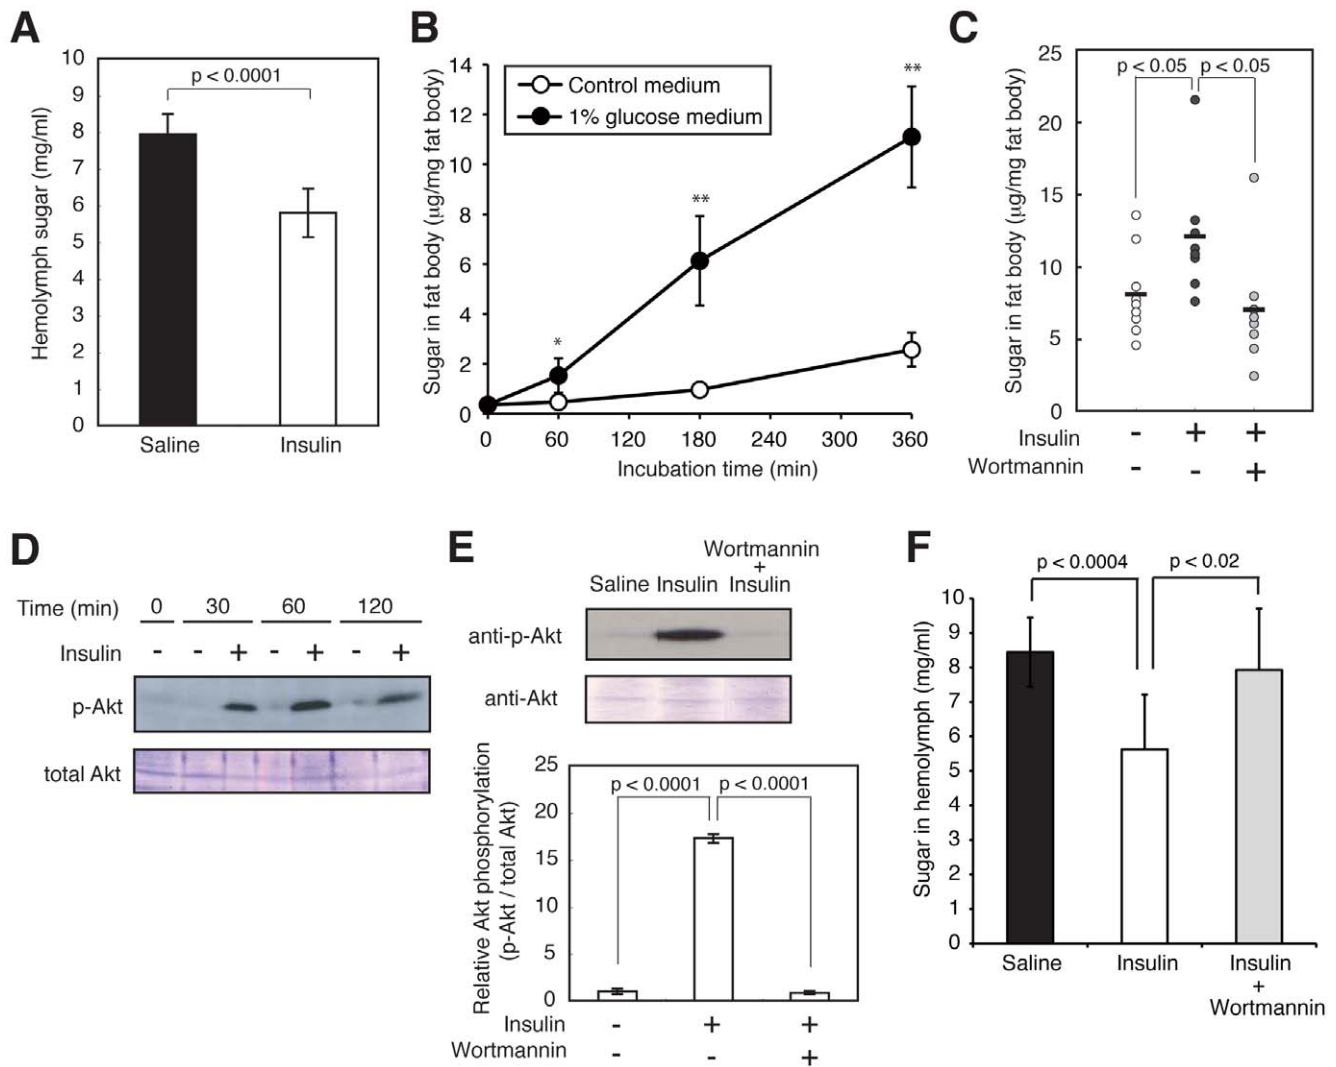 A
Hemolymph sugar (mg/ml)
10
9
8
7
6
5
4
3
2
1
0
p < 0.0001
Saline Insulin
B
Sugar in fat body (µg/mg fat body)
14
12
10
8
6
4
2
0
Control medium
1% glucose medium
*
**
**
0 60 120 180 240 300 360
Incubation time (min)
C
Sugar in fat body (µg/mg fat body)
25
20
15
10
5
0
p < 0.05 p < 0.05
Insulin - + +
Wortmannin - - +
D
Time (min) 0 30 60 120
Insulin - - + - + - +
p-Akt
total Akt
E
Wortmannin
+
Saline Insulin Insulin
anti-p-Akt
anti-Akt
Relative Akt phosphorylation
(p-Akt / total Akt)
25
20
15
10
5
0
p < 0.0001 p < 0.0001
Insulin - + +
Wortmannin - - +
F
Sugar in hemolymph (mg/ml)
10
9
8
7
6
5
4
3
2
1
0
p < 0.0004 p < 0.02
Saline Insulin Insulin
+
Wortmannin